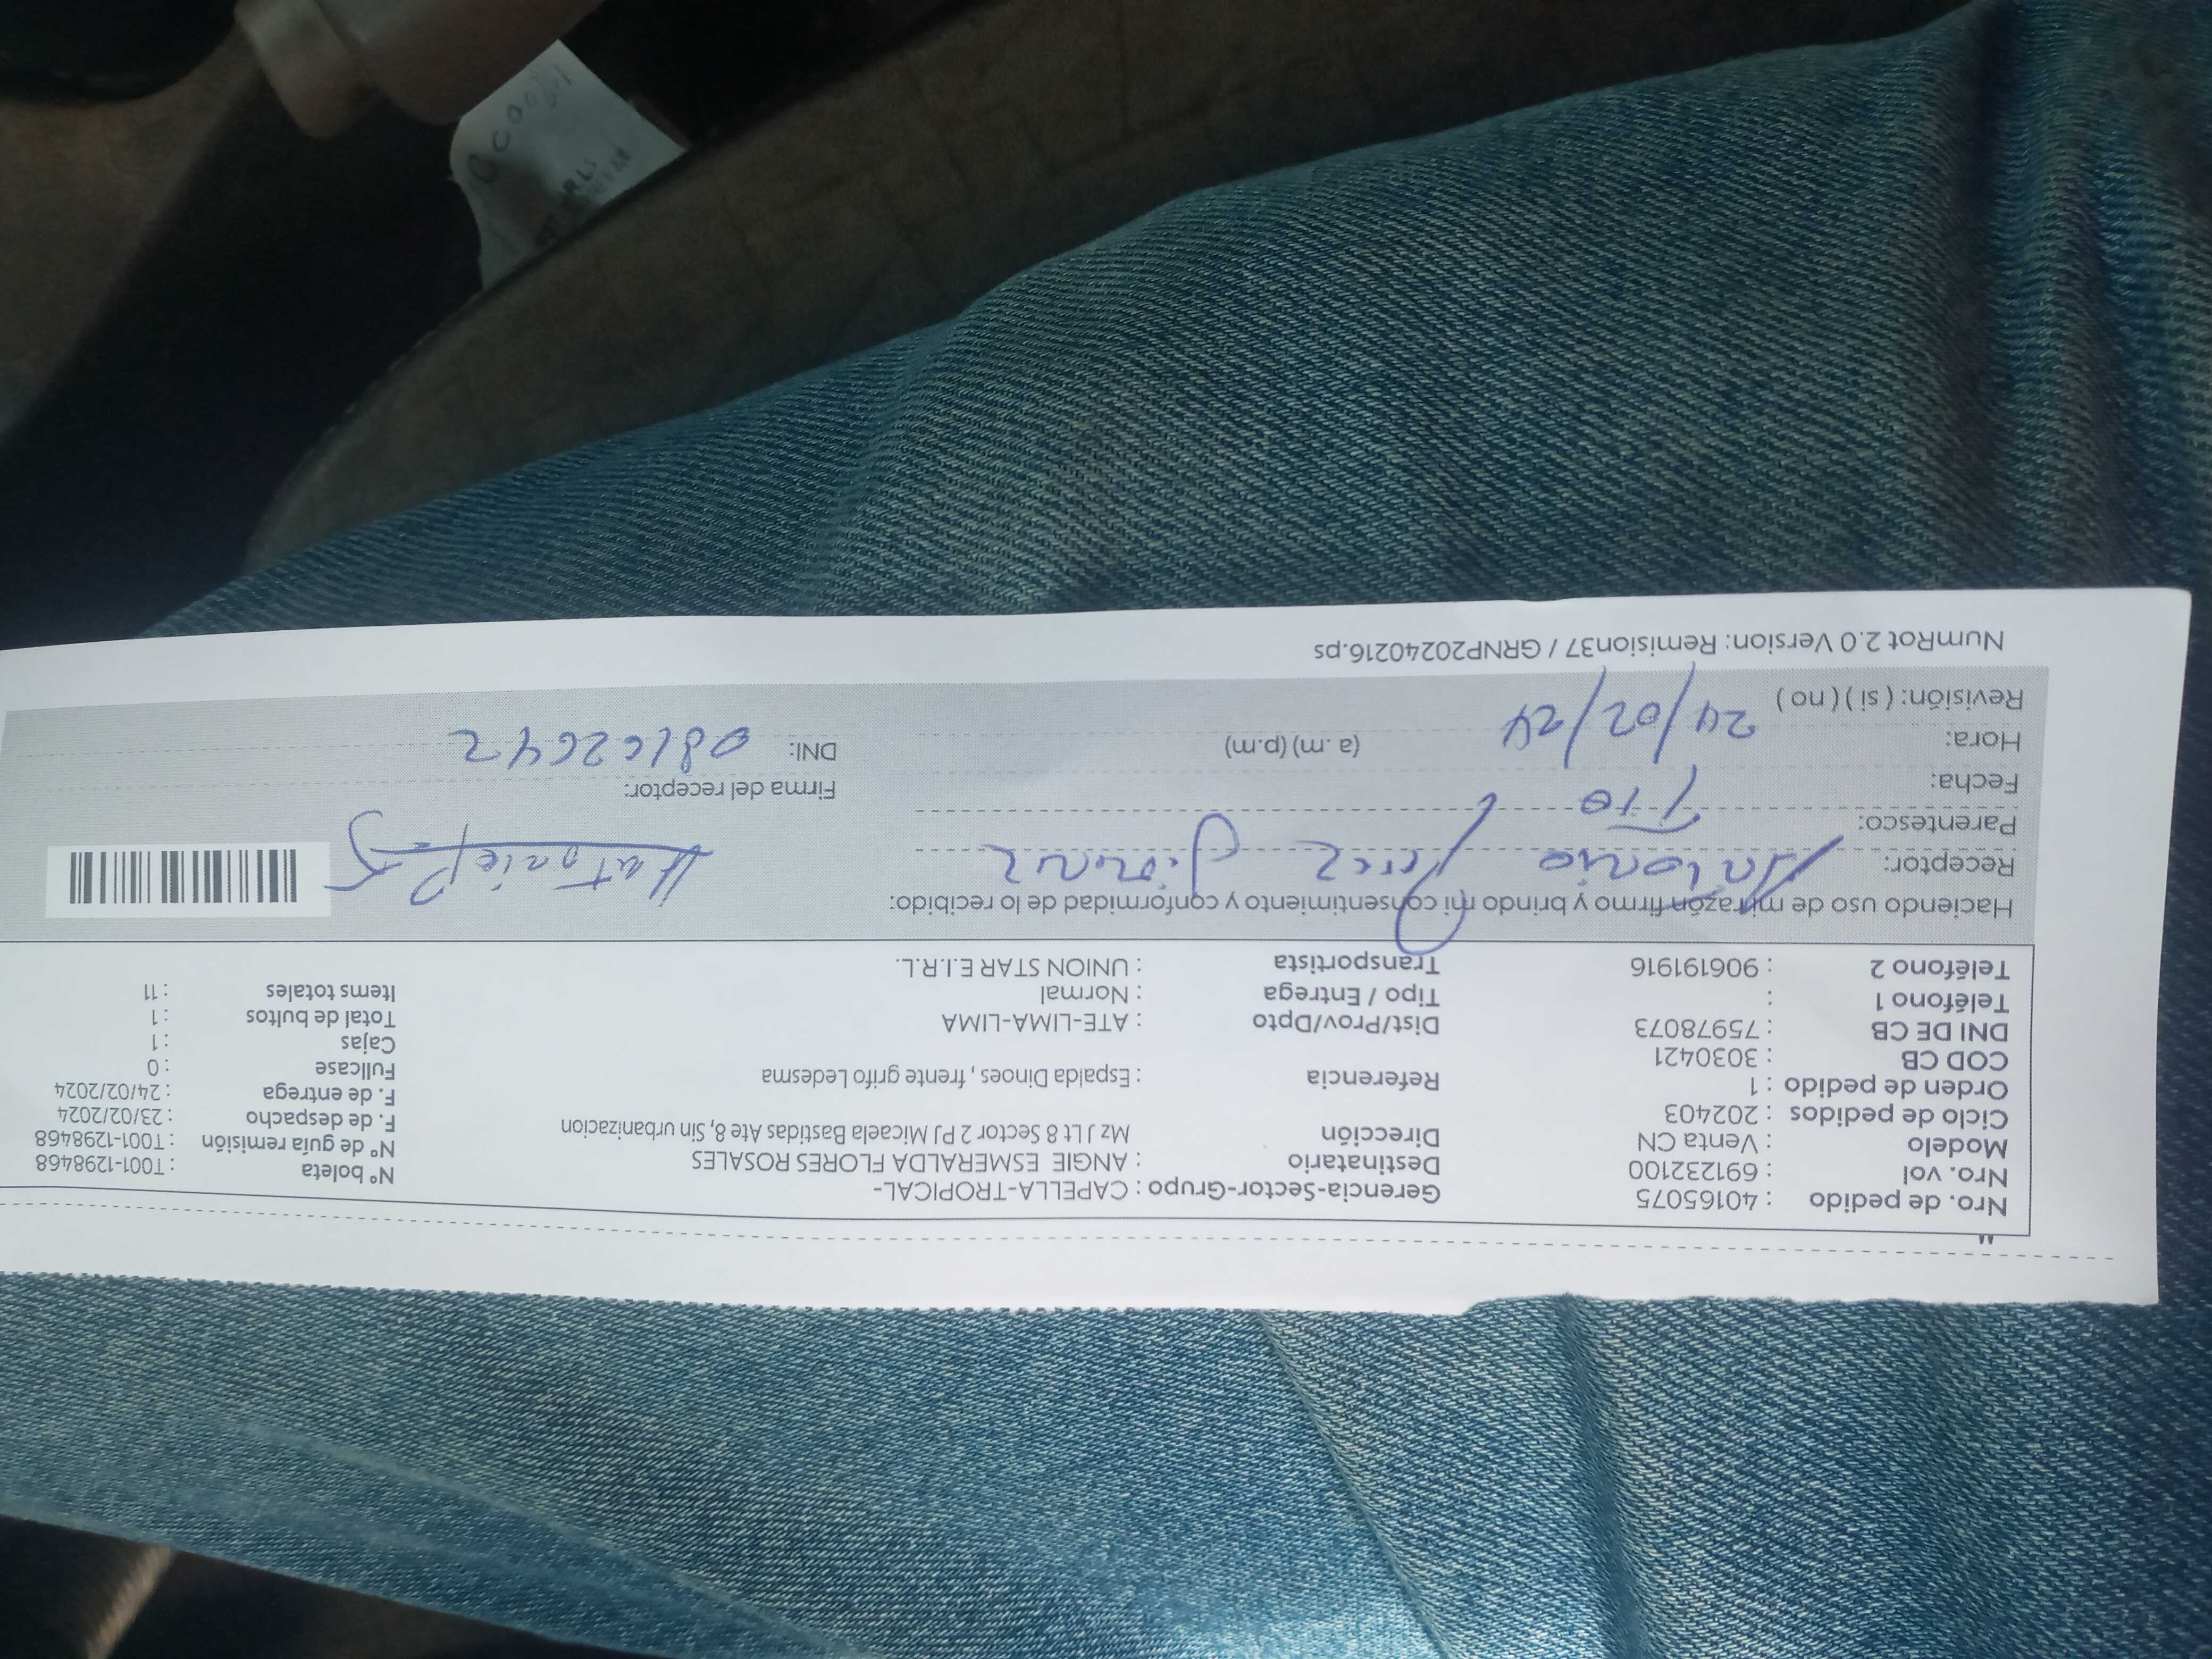 Nro. de pedido : 40165075 Gerencia-Sector-Grupo : CAPELLA-TROPICAL- N° boleta : T001-1298468
Nro. vol : 691232100 Destinatario : ANGIE ESMERALDA FLORES ROSALES N° de guía remisión : T001-1298468
Modelo : Venta CN Dirección Mz J Lt 8 Sector 2 PJ Micaela Bastidas Ate 8, Sin urbanizacion F. de despacho : 23/02/2024
Ciclo de pedidos : 202403 F. de entrega : 24/02/2024
Orden de pedido : 1 Referencia : Espalda Dinoes , frente grifo Ledesma Fullcase : 0
COD CB : 3030421 Cajas : 1
DNI DE CB : 75978073 Dist/Prov/Dpto : ATE-LIMA-LIMA Total de bultos : 1
Teléfono 1 : Tipo / Entrega : Normal Items totales : 11
Teléfono 2 : 906191916 Transportista : UNION STAR E.I.R.L.
Haciendo uso de mi razón firmo y brindo mi consentimiento y conformidad de lo recibido:
Receptor: Antonio Perez
Parentesco: Tio Firma del receptor:
Fecha: DNI:
Hora: 24/02/24 (a. m) (p.m)
Revisión: ( si ) ( no )
NumRot 2.0 Version: Remision37 / GRNP20240216.ps